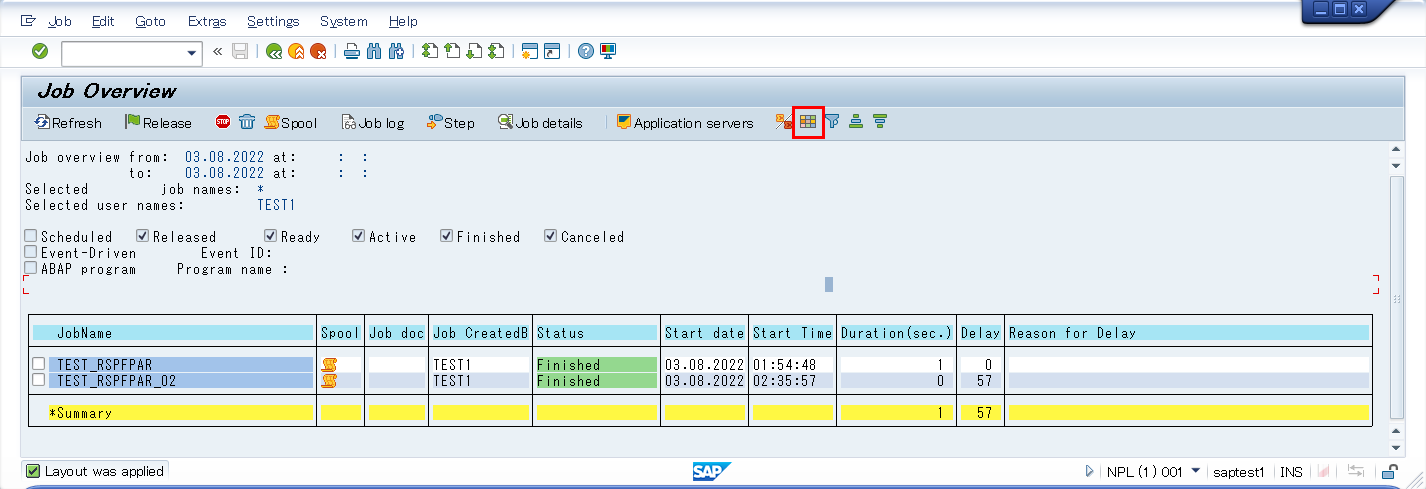 Job Edit Goto Extras Settings System Help
Job Overview
Refresh Release STOP Spool Job log Step Job details Application servers
Job overview from: 03.08.2022 at: : :
to: 03.08.2022 at: : :
Selected job names: *
Selected user names: TEST1
Scheduled Released Ready Active Finished Canceled
Event-Driven Event ID:
ABAP program Program name :
JobName Spool Job doc Job CreatedB Status Start date Start Time Duration(sec.) Delay Reason for Delay
TEST_RSPFPAR TEST1 Finished 03.08.2022 01:54:48 1 0
TEST_RSPFPAR_02 TEST1 Finished 03.08.2022 02:35:57 0 57
*Summary 1 57
Layout was applied SAP NPL (1) 001 saptest1 INS